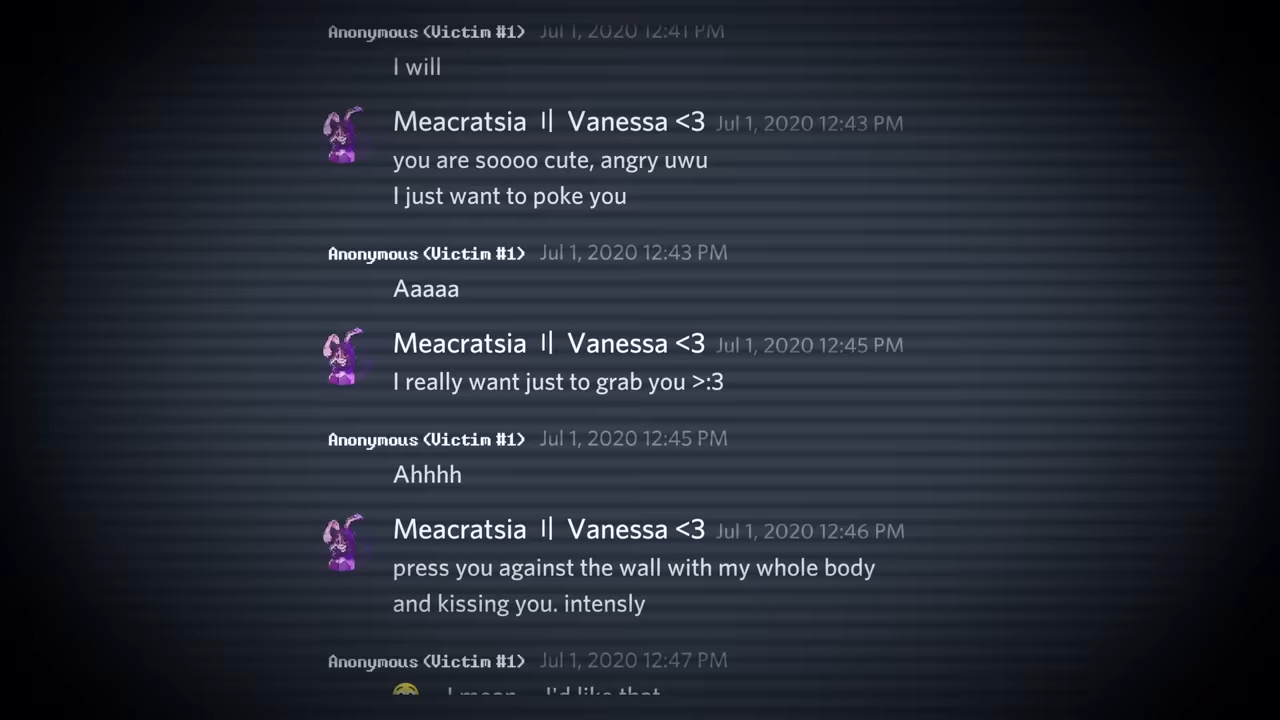 Anonymous (Victim #1) Jul 1, 2020 12:41 PM
I will
Meacratsia || Vanessa <3 Jul 1, 2020 12:43 PM
you are soooo cute, angry uwu
I just want to poke you
Anonymous (Victim #1) Jul 1, 2020 12:43 PM
Aaaaa
Meacratsia || Vanessa <3 Jul 1, 2020 12:45 PM
I really want just to grab you >:3
Anonymous (Victim #1) Jul 1, 2020 12:45 PM
Ahhhh
Meacratsia || Vanessa <3 Jul 1, 2020 12:46 PM
press you against the wall with my whole body
and kissing you. intensly
Anonymous (Victim #1) Jul 1, 2020 12:47 PM
I mean... I'd like that